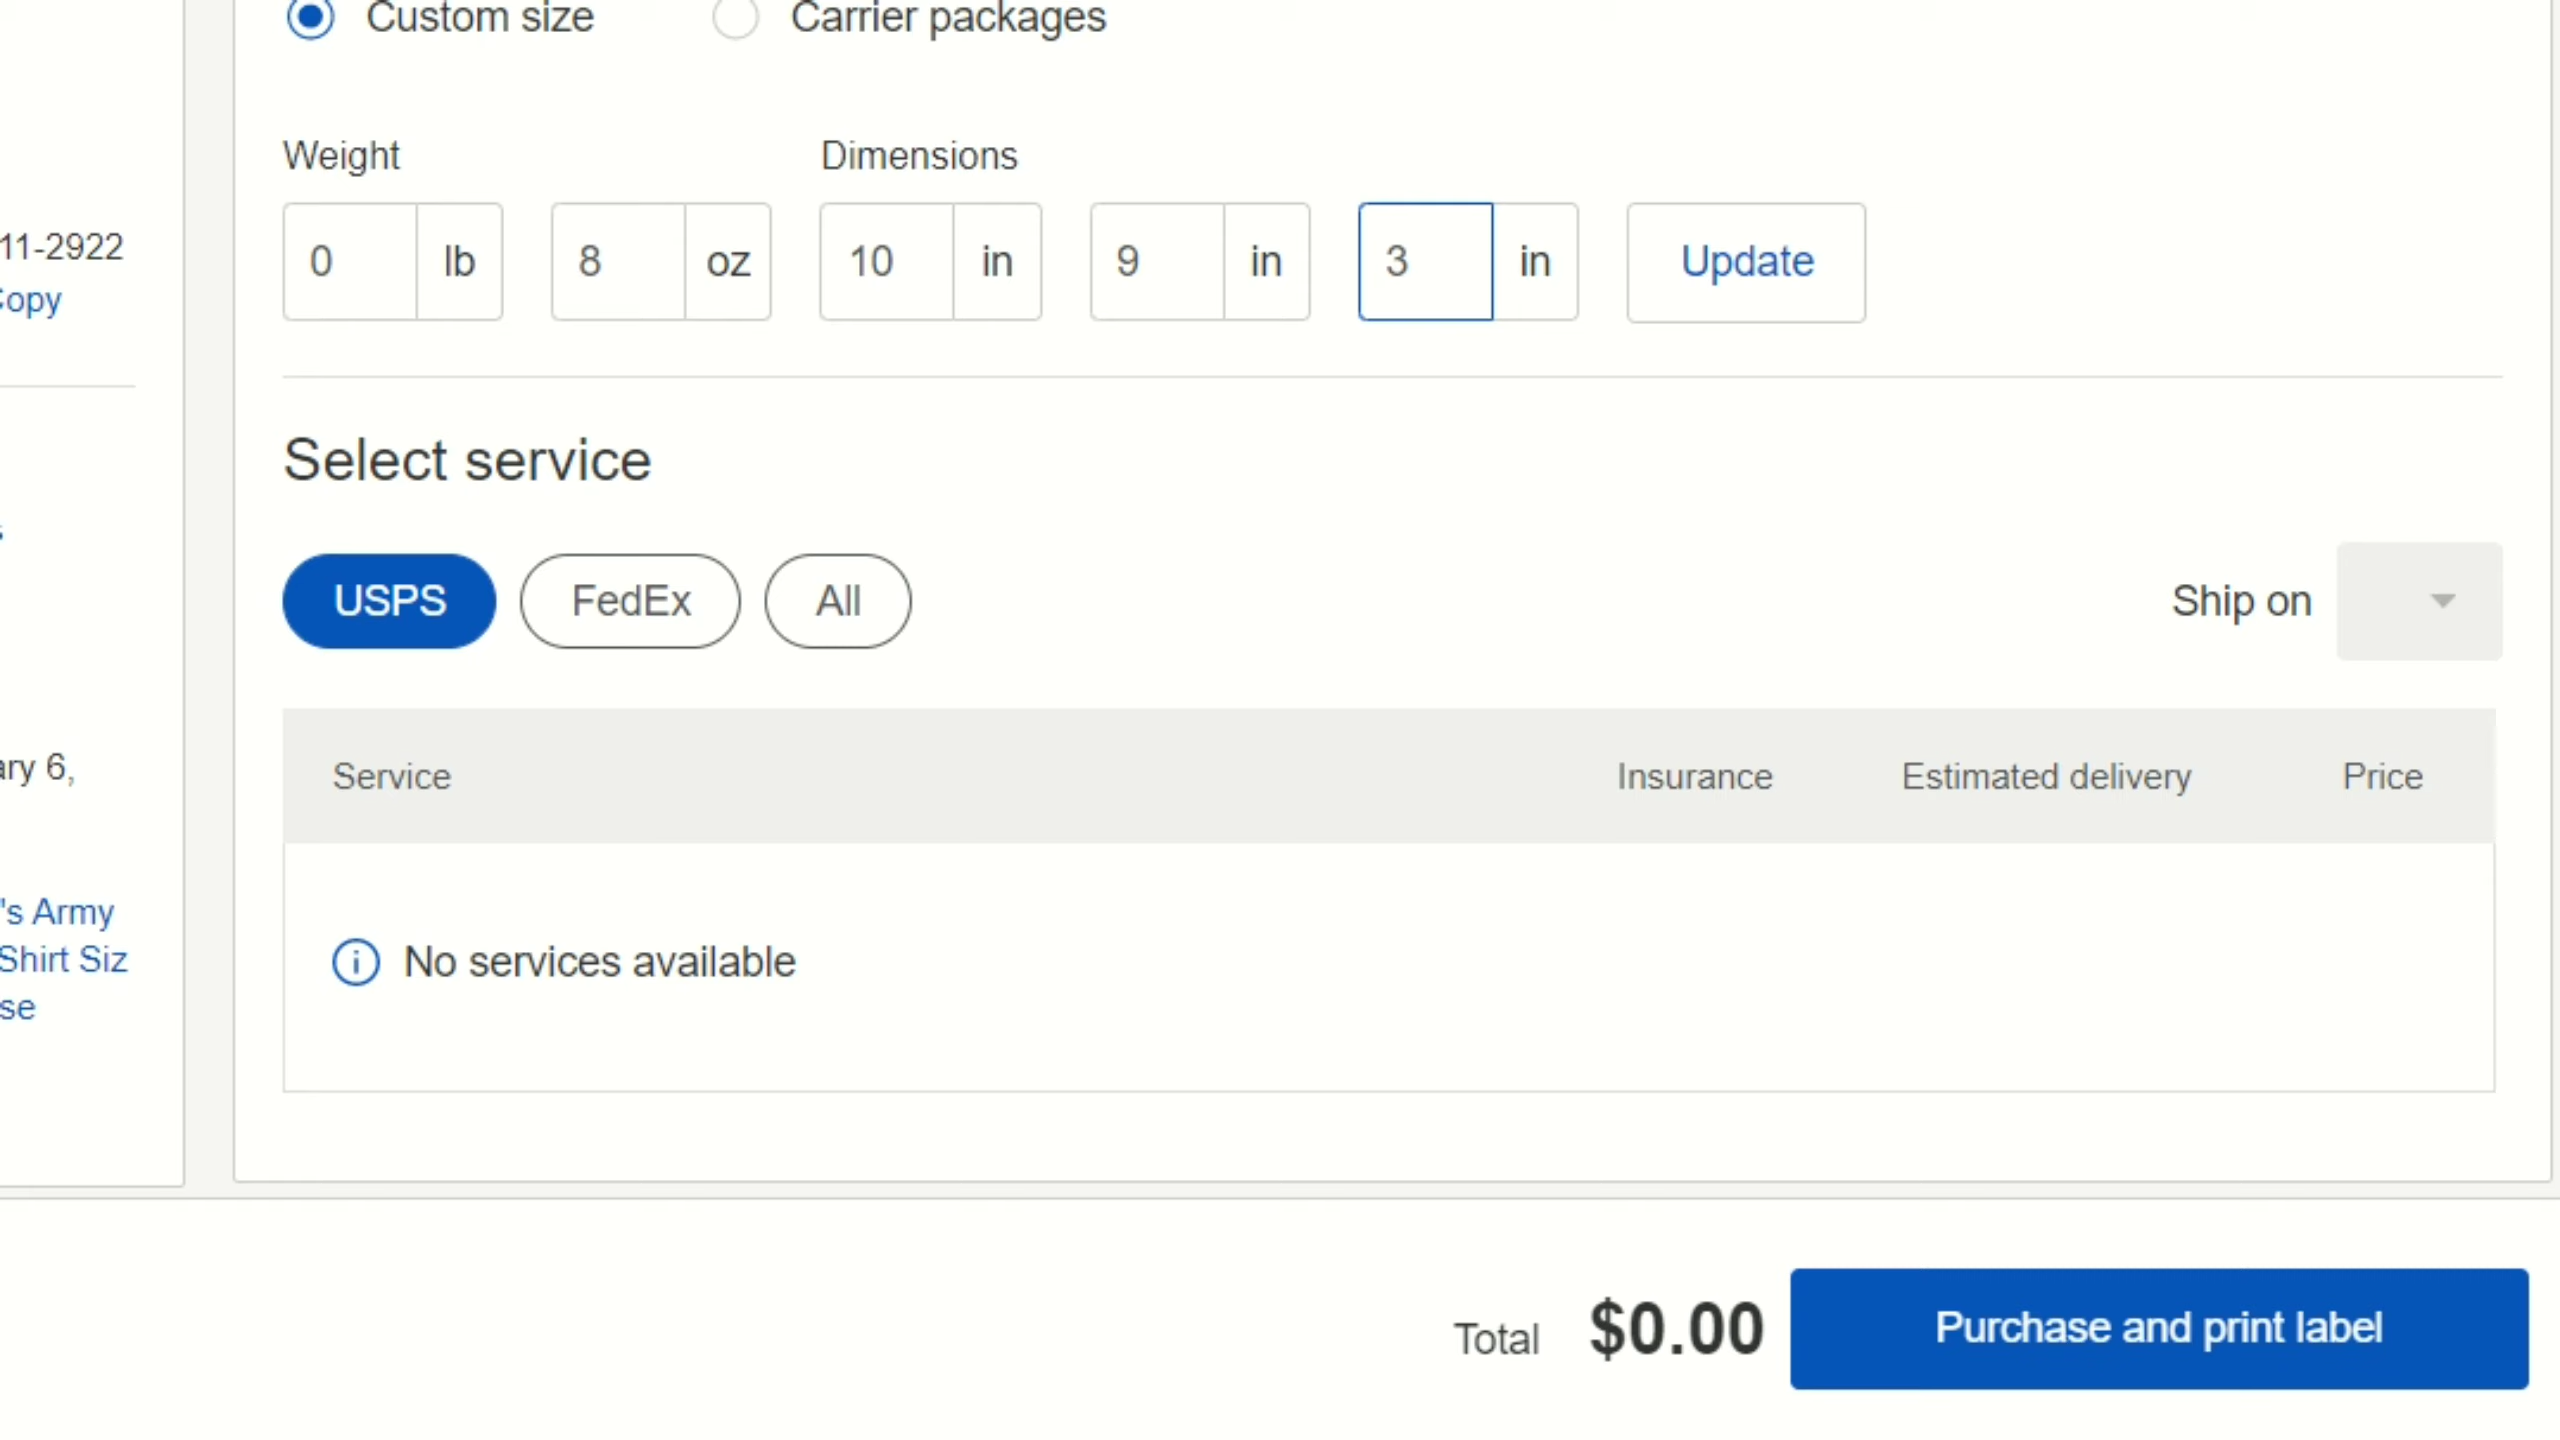 Custom size Carrier packages
Weight Dimensions
0 lb 8 oz 10 in 9 in 3 in Update
11-2922
opy
Select service
USPS FedEx All Ship on
ary 6,
Service Insurance Estimated delivery Price
's Army
Shirt Siz
se
No services available
Total $0.00 Purchase and print label